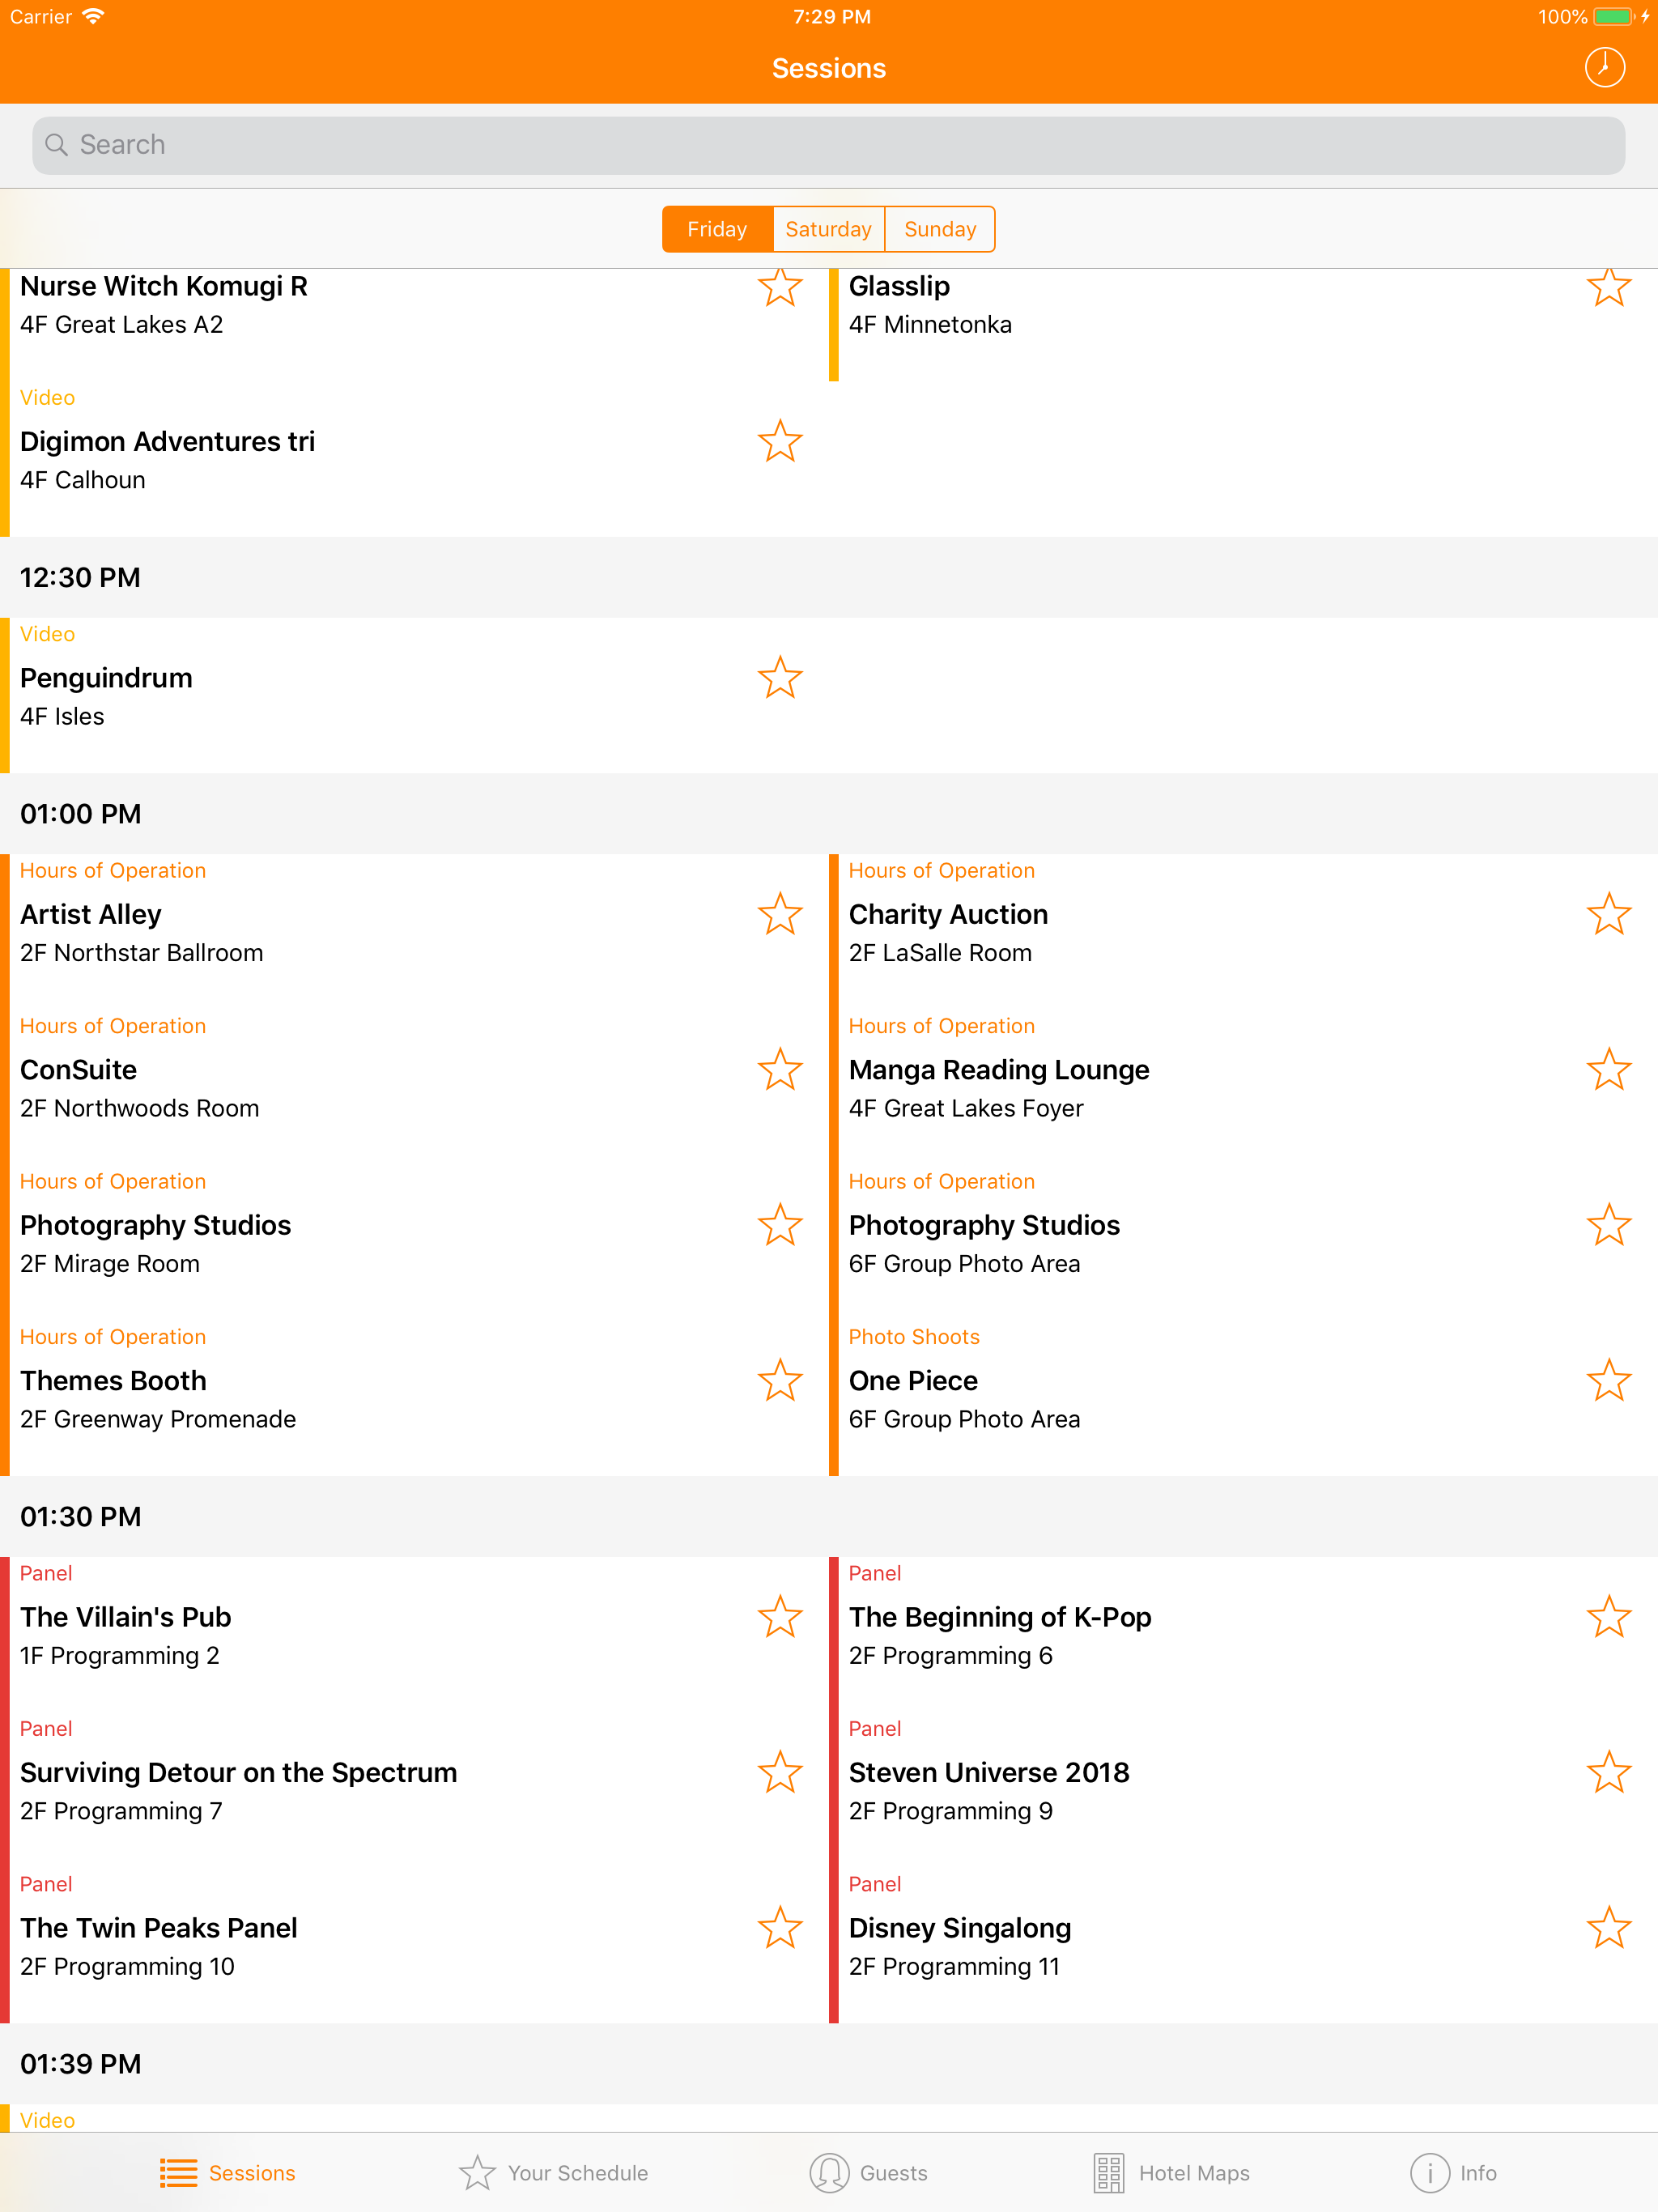 Carrier 7:29 PM 100%
Sessions
Search
Friday Saturday Sunday
Nurse Witch Komugi R
4F Great Lakes A2
Glasslip
4F Minnetonka
Video
Digimon Adventures tri
4F Calhoun
12:30 PM
Video
Penguindrum
4F Isles
01:00 PM
Hours of Operation
Artist Alley
2F Northstar Ballroom
Hours of Operation
Charity Auction
2F LaSalle Room
Hours of Operation
ConSuite
2F Northwoods Room
Hours of Operation
Manga Reading Lounge
4F Great Lakes Foyer
Hours of Operation
Photography Studios
2F Mirage Room
Hours of Operation
Photography Studios
6F Group Photo Area
Hours of Operation
Themes Booth
2F Greenway Promenade
Photo Shoots
One Piece
6F Group Photo Area
01:30 PM
Panel
The Villain's Pub
1F Programming 2
Panel
The Beginning of K-Pop
2F Programming 6
Panel
Surviving Detour on the Spectrum
2F Programming 7
Panel
Steven Universe 2018
2F Programming 9
Panel
The Twin Peaks Panel
2F Programming 10
Panel
Disney Singalong
2F Programming 11
01:39 PM
Video
Sessions Your Schedule Guests Hotel Maps Info